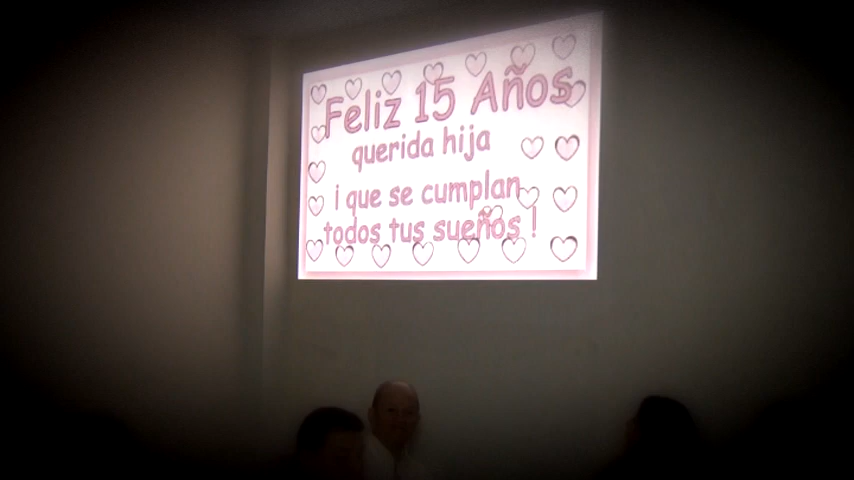 Feliz 15 Años
querida hija
¡ que se cumplan
todos tus sueños !